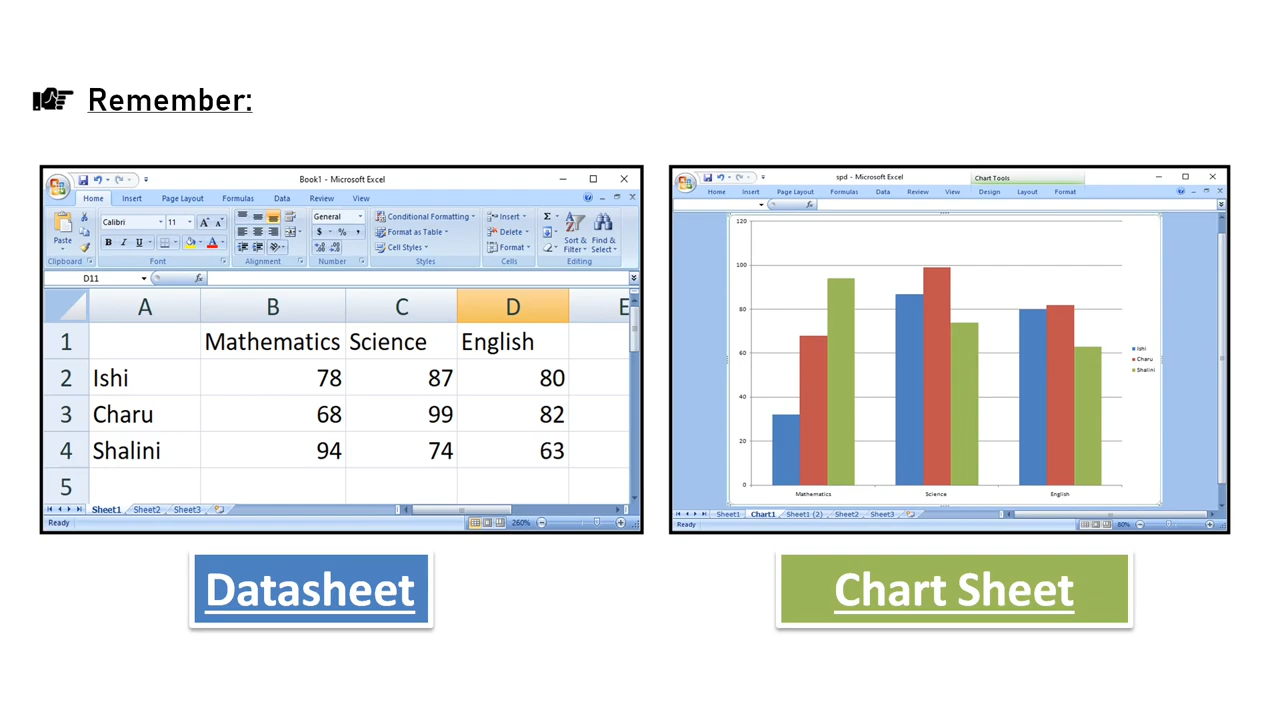 Remember:
Book1 - Microsoft Excel
Home Insert Page Layout Formulas Data Review View
Paste
Calibri 11 A A
B I U A
General
$ % ,
Conditional Formatting
Format as Table
Cell Styles
Insert
Delete
Format
Σ
Sort & Filter
Find & Select
Clipboard Font Alignment Number Styles Cells Editing
D11 fx
A B C D E
1 Mathematics Science English
2 Ishi 78 87 80
3 Charu 68 99 82
4 Shalini 94 74 63
5
Sheet1 Sheet2 Sheet3
Ready 260%
spd - Microsoft Excel Chart Tools
Home Insert Page Layout Formulas Data Review View Design Layout Format
fx
120
100
80
60
40
20
0
Mathematics Science English
Ishi
Charu
Shalini
Sheet1 Chart1 Sheet1 (2) Sheet2 Sheet3
Ready 80%
Datasheet
Chart Sheet